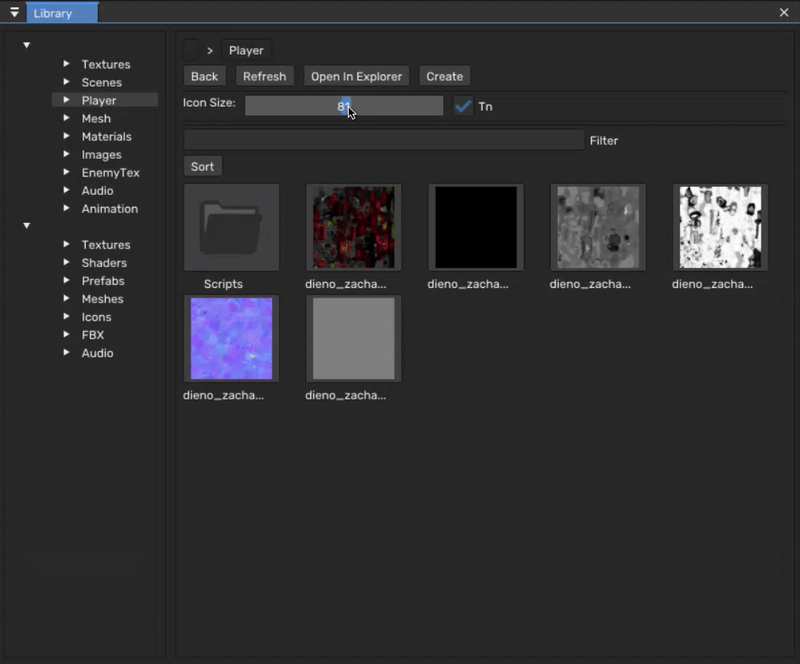 Library
Textures
Scenes
Player
Mesh
Materials
Images
EnemyTex
Audio
Animation
Textures
Shaders
Prefabs
Meshes
Icons
FBX
Audio
> Player
Back Refresh Open In Explorer Create
Icon Size: Tn
Filter
Sort
Scripts dieno_zacha... dieno_zacha... dieno_zacha... dieno_zacha...
dieno_zacha... dieno_zacha...